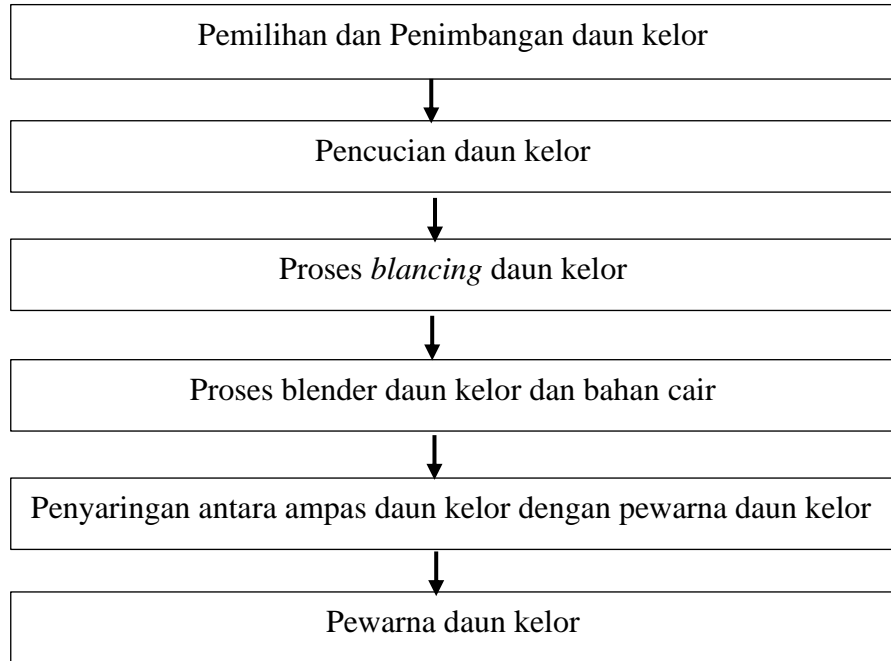 Pemilihan dan Penimbangan daun kelor
Pencucian daun kelor
Proses blancing daun kelor
Proses blender daun kelor dan bahan cair
Penyaringan antara ampas daun kelor dengan pewarna daun kelor
Pewarna daun kelor